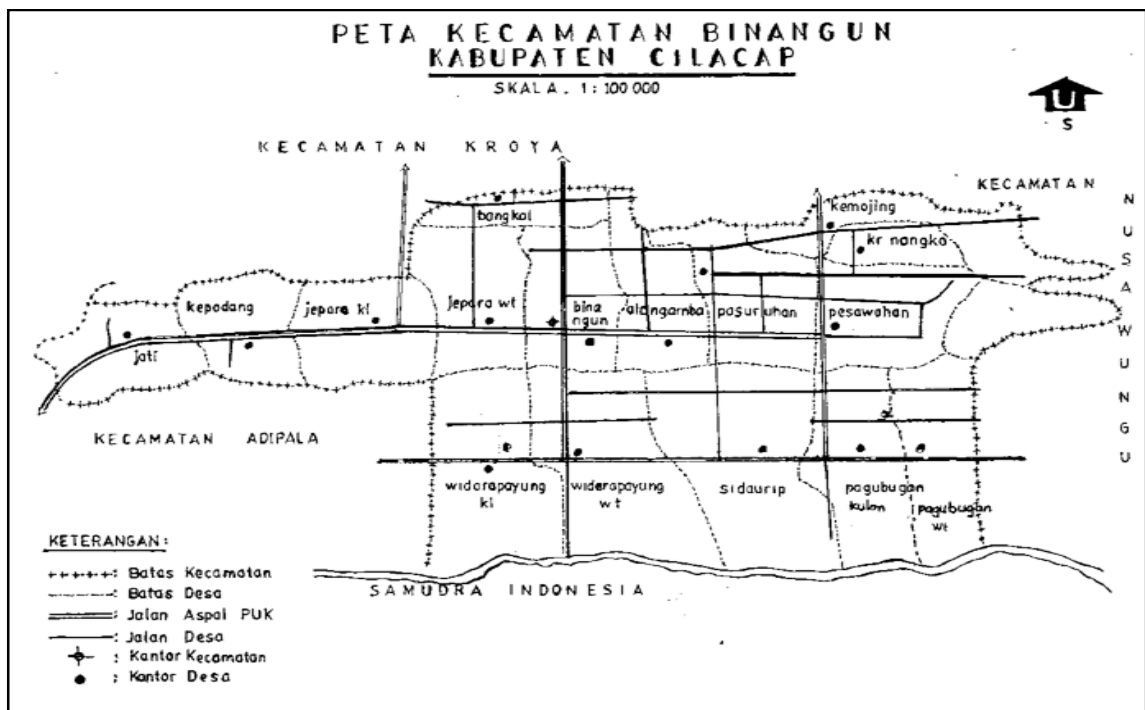 PETA KECAMATAN BINANGUN
KABUPATEN CILACAP
SKALA. 1: 100 000
U
S
KECAMATAN KROYA
KECAMATAN
NUSAWUNGU
kemojing
bangkal
kr nangka
kepadang
jepara kl
jepara wt
bina
ngun
alangamba
pasuruhan
pesawahan
jati
KECAMATAN ADIPALA
widarapayung
kl
widerapayung
wt
sidaurip
pagubugan
kulon
pagubugan
wt
SAMUDRA INDONESIA
KETERANGAN:
: Batas Kecamatan
: Batas Desa
: Jalan Aspal PUK
: Jalan Desa
: Kantor Kecamatan
: Kantor Desa